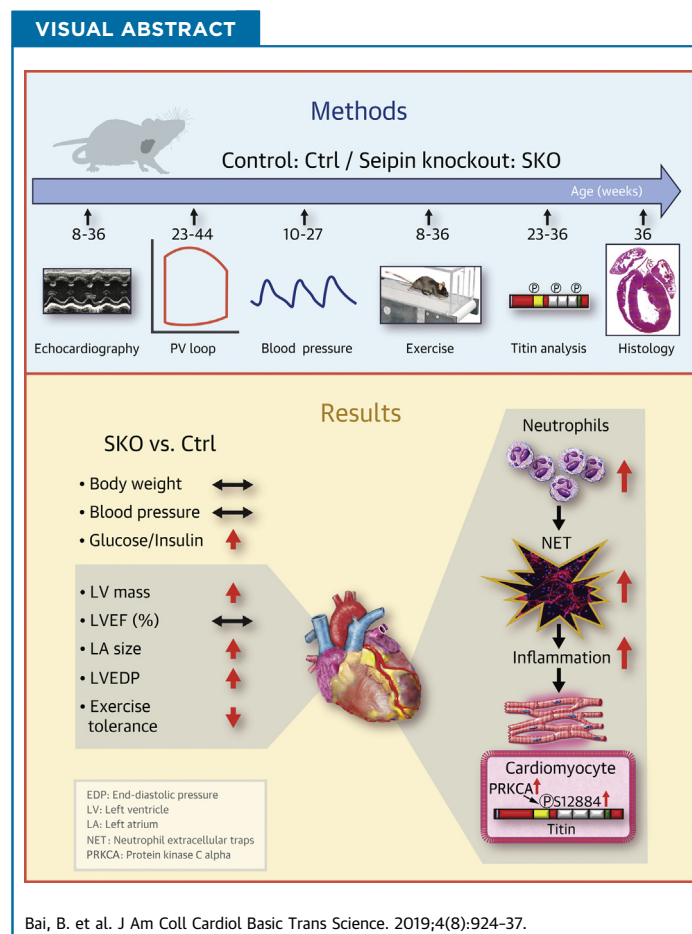 VISUAL ABSTRACT
Methods
Control: Ctrl / Seipin knockout: SKO
Age (weeks)
8-36
23-44
10-27
8-36
23-36
36
P P P
Echocardiography
PV loop
Blood pressure
Exercise
Titin analysis
Histology
Results
SKO vs. Ctrl
• Body weight
• Blood pressure
• Glucose/Insulin
• LV mass
• LVEF (%)
• LA size
• LVEDP
• Exercise
tolerance
Neutrophils
NET
Inflammation
Cardiomyocyte
PRKCA
P S12884
Titin
EDP: End-diastolic pressure
LV: Left ventricle
LA: Left atrium
NET: Neutrophil extracellular traps
PRKCA: Protein kinase C alpha
Bai, B. et al. J Am Coll Cardiol Basic Trans Science. 2019;4(8):924–37.